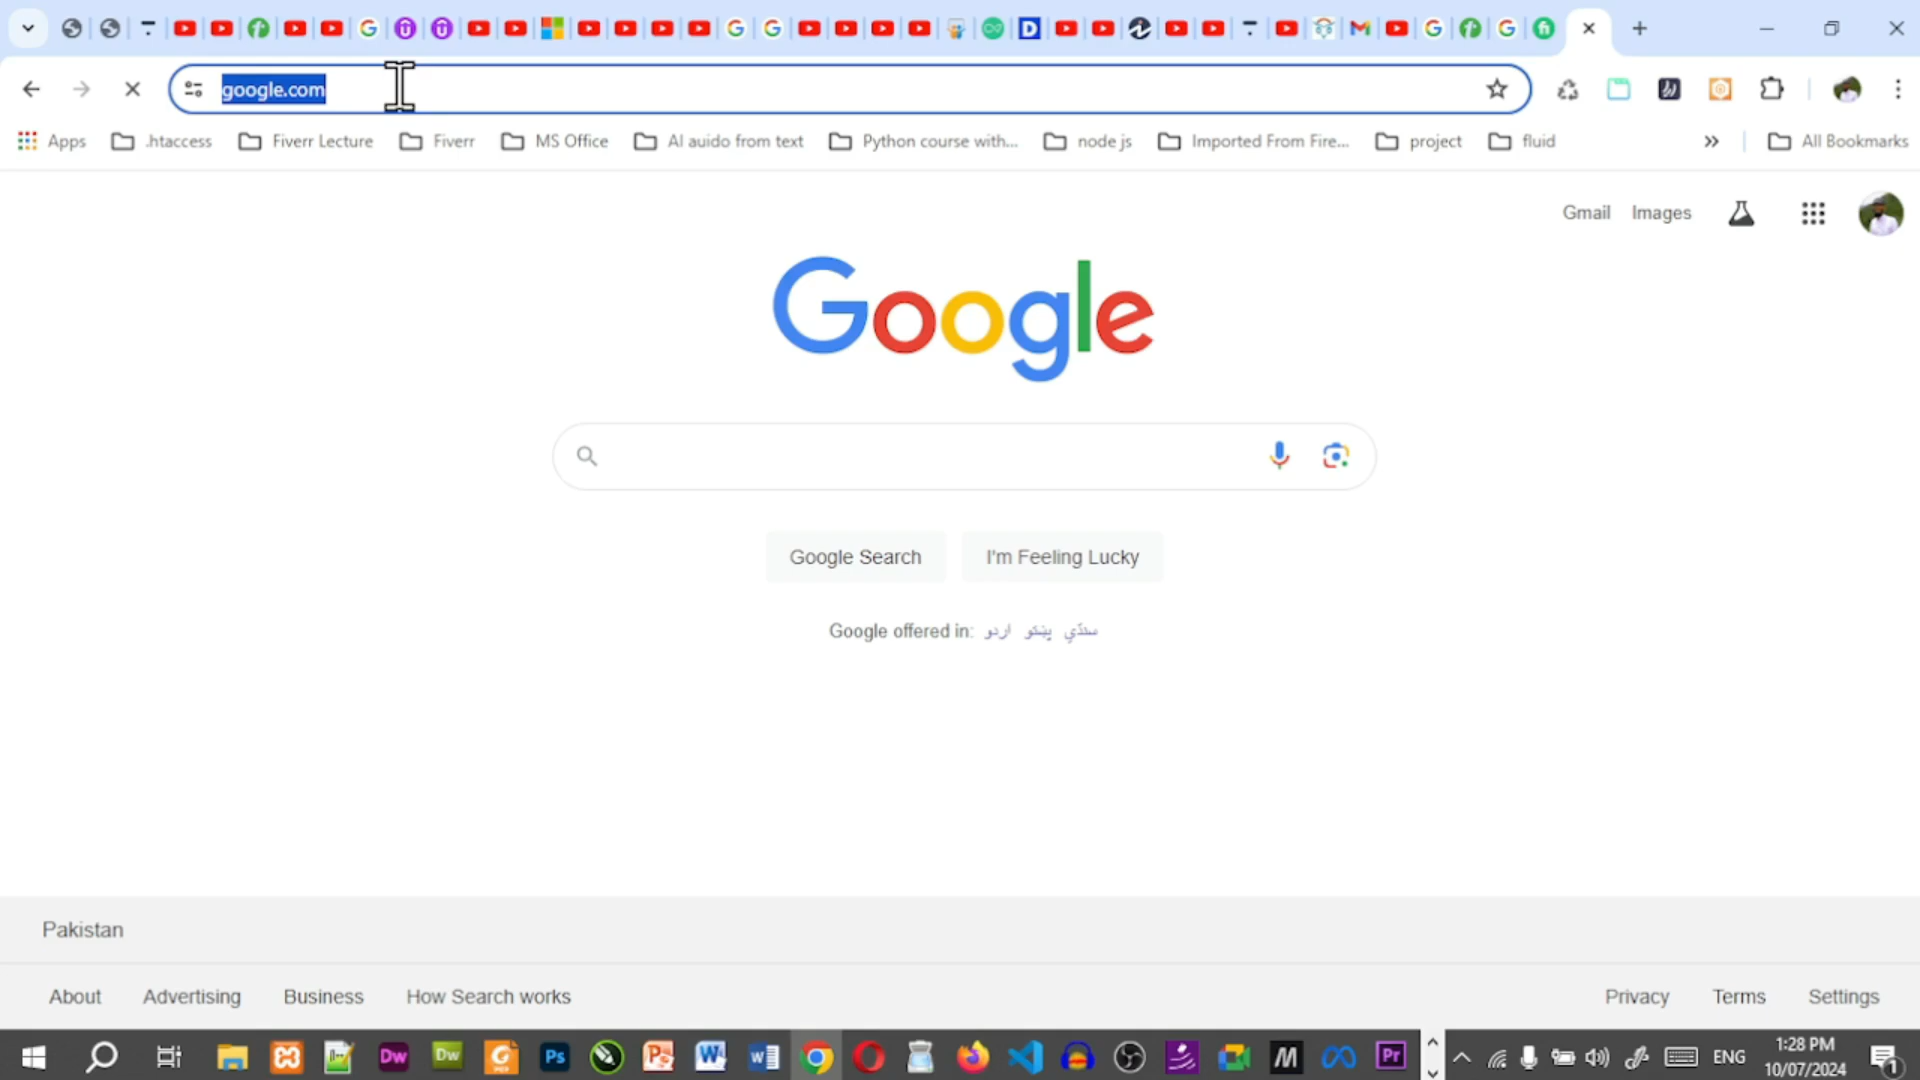 google.com
Apps .htaccess Fiverr Lecture Fiverr MS Office AI auido from text Python course with... node js Imported From Fire... project fluid » All Bookmarks
Gmail Images
Google
Google Search I'm Feeling Lucky
Google offered in: اردو پښتو سنڌي
Pakistan
About Advertising Business How Search works Privacy Terms Settings
ENG 1:28 PM
10/07/2024